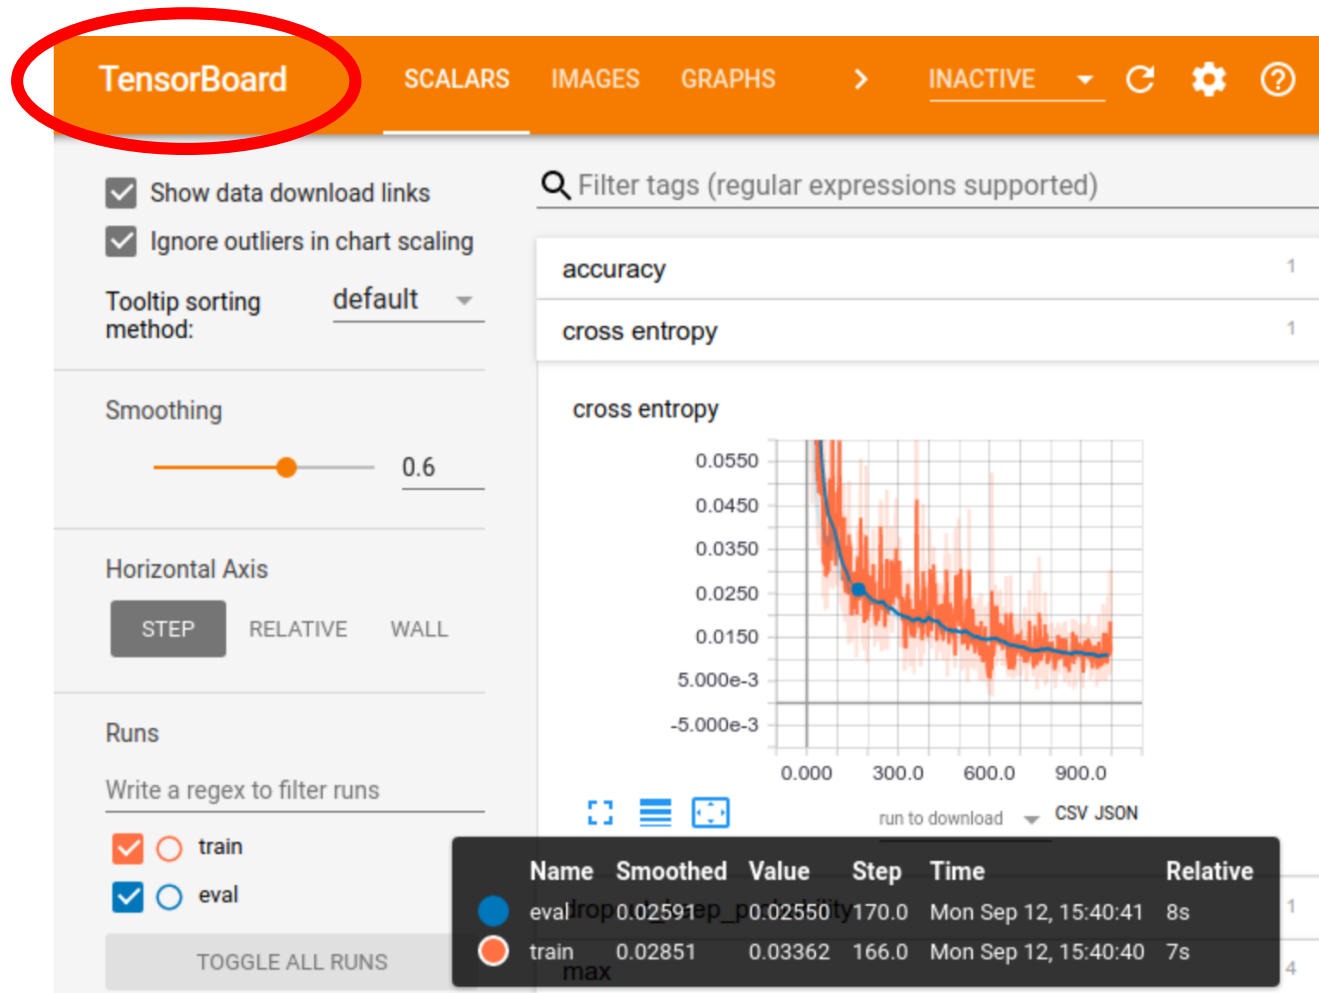 TensorBoard SCALARS IMAGES GRAPHS INACTIVE
Show data download links
Ignore outliers in chart scaling
Tooltip sorting method: default
Smoothing
0.6
Horizontal Axis
STEP RELATIVE WALL
Runs
Write a regex to filter runs
train
eval
TOGGLE ALL RUNS
Filter tags (regular expressions supported)
accuracy 1
cross entropy 1
cross entropy
0.0550
0.0450
0.0350
0.0250
0.0150
5.000e-3
-5.000e-3
0.000 300.0 600.0 900.0
run to download CSV JSON
Name Smoothed Value Step Time Relative
eval 0.02591 0.02550 170.0 Mon Sep 12, 15:40:41 8s
train 0.02851 0.03362 166.0 Mon Sep 12, 15:40:40 7s
1
max 4